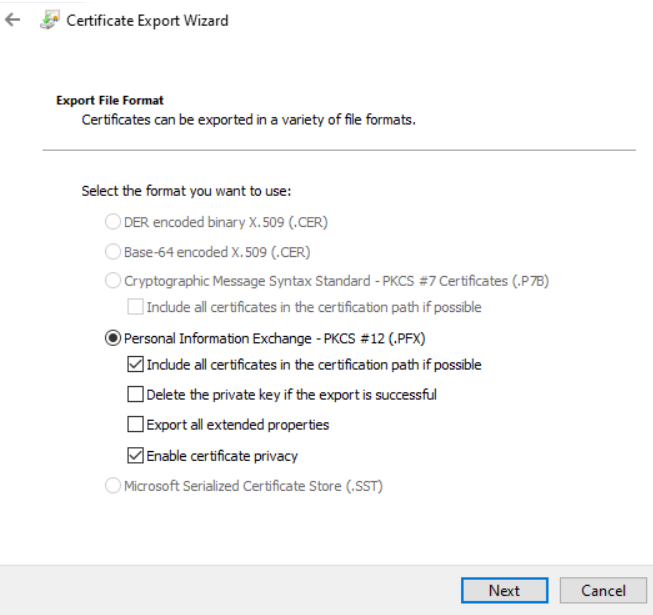 Certificate Export Wizard
Export File Format
Certificates can be exported in a variety of file formats.
Select the format you want to use:
DER encoded binary X.509 (.CER)
Base-64 encoded X.509 (.CER)
Cryptographic Message Syntax Standard - PKCS #7 Certificates (.P7B)
Include all certificates in the certification path if possible
Personal Information Exchange - PKCS #12 (.PFX)
Include all certificates in the certification path if possible
Delete the private key if the export is successful
Export all extended properties
Enable certificate privacy
Microsoft Serialized Certificate Store (.SST)
Next Cancel